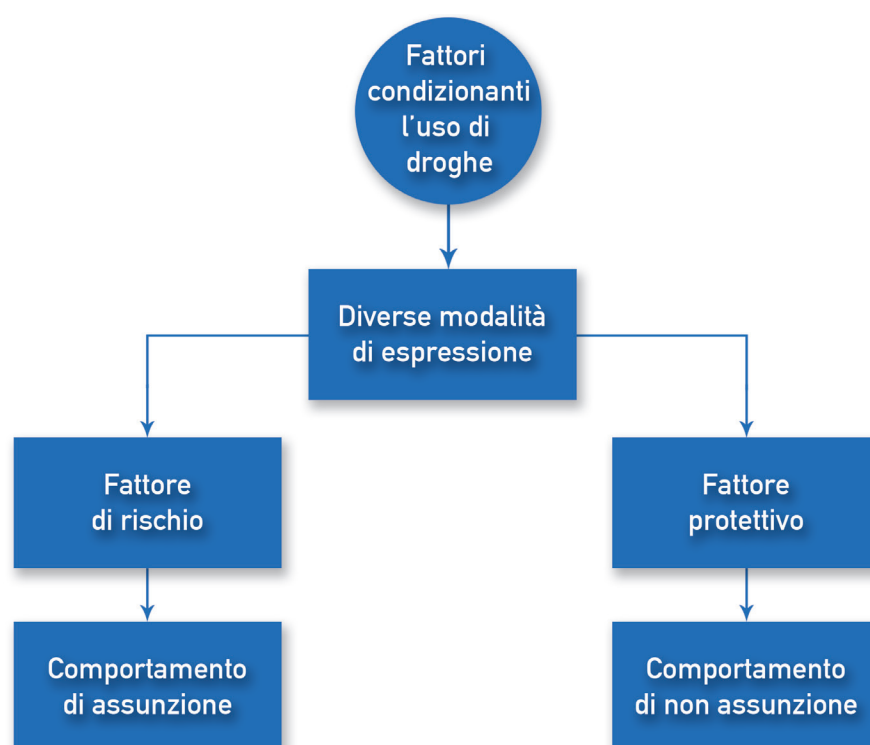 Fattori
condizionanti
l'uso di
droghe
Diverse modalità
di espressione
Fattore
di rischio
Fattore
protettivo
Comportamento
di assunzione
Comportamento
di non assunzione